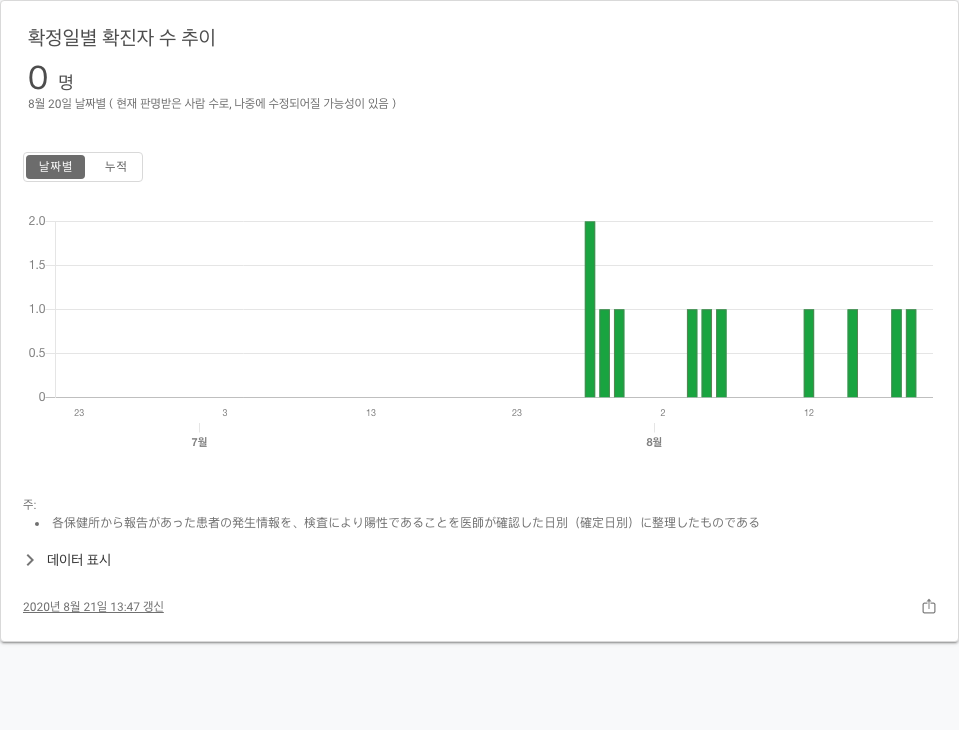 확정일별 확진자 수 추이
0 명
8월 20일 날짜별 ( 현재 판명받은 사람 수로, 나중에 수정되어질 가능성이 있음 )
날짜별 누적
2.0
1.5
1.0
0.5
0
23 3 13 23 2 12
7월 8월
주:
• 各保健所から報告があった患者の発生情報を、検査により陽性であることを医師が確認した日別（確定日別）に整理したものである
데이터 표시
2020년 8월 21일 13:47 갱신